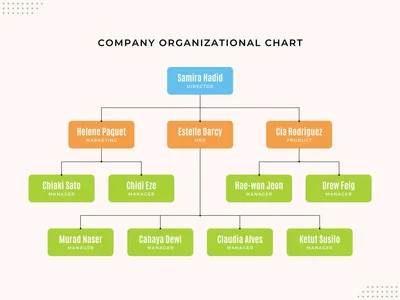 COMPANY ORGANIZATIONAL CHART
Samira Hadid
DIRECTOR
Helene Paquet
MARKETING
Estelle Darcy
HRD
Cia Rodriguez
PRODUCT
Chiaki Sato
MANAGER
Chidi Eze
MANAGER
Hae-won Jeon
MANAGER
Drew Feig
MANAGER
Murad Naser
MANAGER
Cahaya Dewi
MANAGER
Claudia Alves
MANAGER
Ketut Susilo
MANAGER